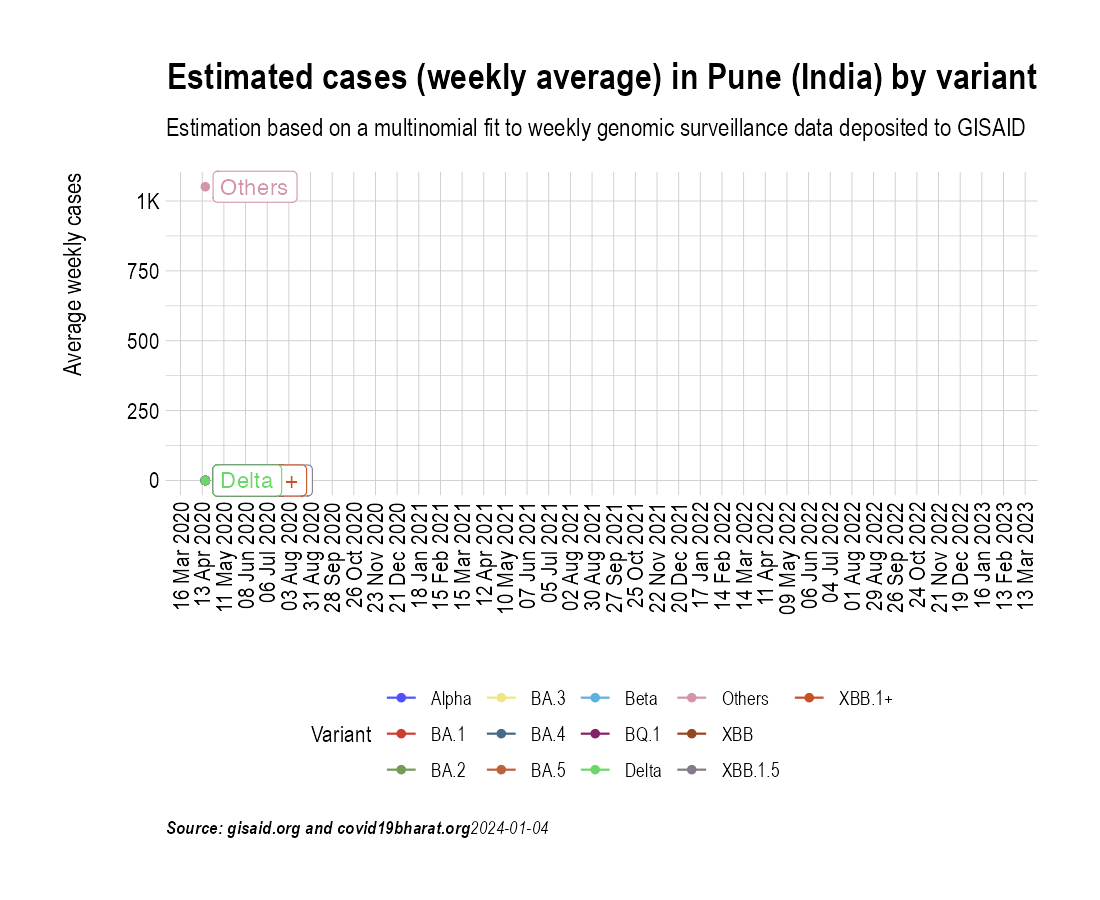 Estimated cases (weekly average) in Pune (India) by variant
Estimation based on a multinomial fit to weekly genomic surveillance data deposited to GISAID
Average weekly cases
1K
750
500
250
0
Others
Delta
+
16 Mar 2020
13 Apr 2020
11 May 2020
08 Jun 2020
06 Jul 2020
03 Aug 2020
31 Aug 2020
28 Sep 2020
26 Oct 2020
23 Nov 2020
21 Dec 2020
18 Jan 2021
15 Feb 2021
15 Mar 2021
12 Apr 2021
10 May 2021
07 Jun 2021
05 Jul 2021
02 Aug 2021
30 Aug 2021
27 Sep 2021
25 Oct 2021
22 Nov 2021
20 Dec 2021
17 Jan 2022
14 Feb 2022
14 Mar 2022
11 Apr 2022
09 May 2022
06 Jun 2022
04 Jul 2022
01 Aug 2022
29 Aug 2022
26 Sep 2022
24 Oct 2022
21 Nov 2022
19 Dec 2022
16 Jan 2023
13 Feb 2023
13 Mar 2023
Variant
Alpha
BA.1
BA.2
BA.3
BA.4
BA.5
Beta
BQ.1
Delta
Others
XBB
XBB.1.5
XBB.1+
Source: gisaid.org and covid19bharat.org2024-01-04